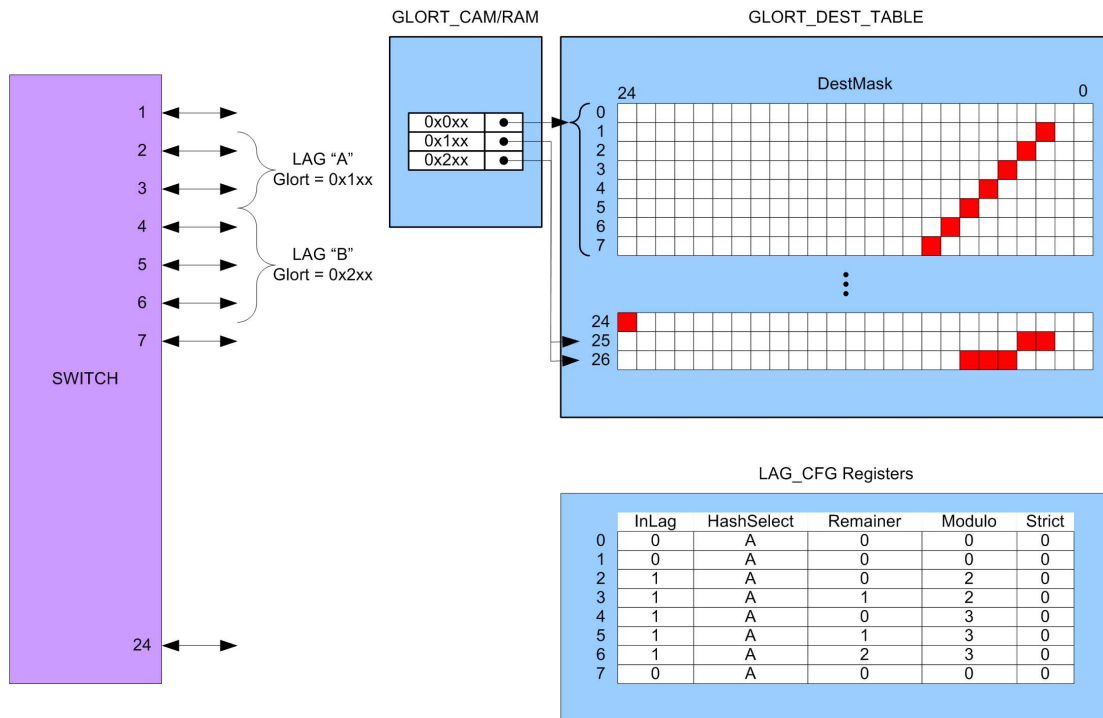 GLORT_CAM/RAM
GLORT_DEST_TABLE
1
2
3
4
5
6
7
SWITCH
24
LAG “A”
Glort = 0x1xx
LAG “B”
Glort = 0x2xx
0x0xx
0x1xx
0x2xx
DestMask
24
0
0
1
2
3
4
5
6
7
24
25
26
LAG_CFG Registers
InLag HashSelect Remainer Modulo Strict
0 0 A 0 0 0
1 0 A 0 0 0
2 1 A 0 2 0
3 1 A 1 2 0
4 1 A 0 3 0
5 1 A 1 3 0
6 1 A 2 3 0
7 0 A 0 0 0